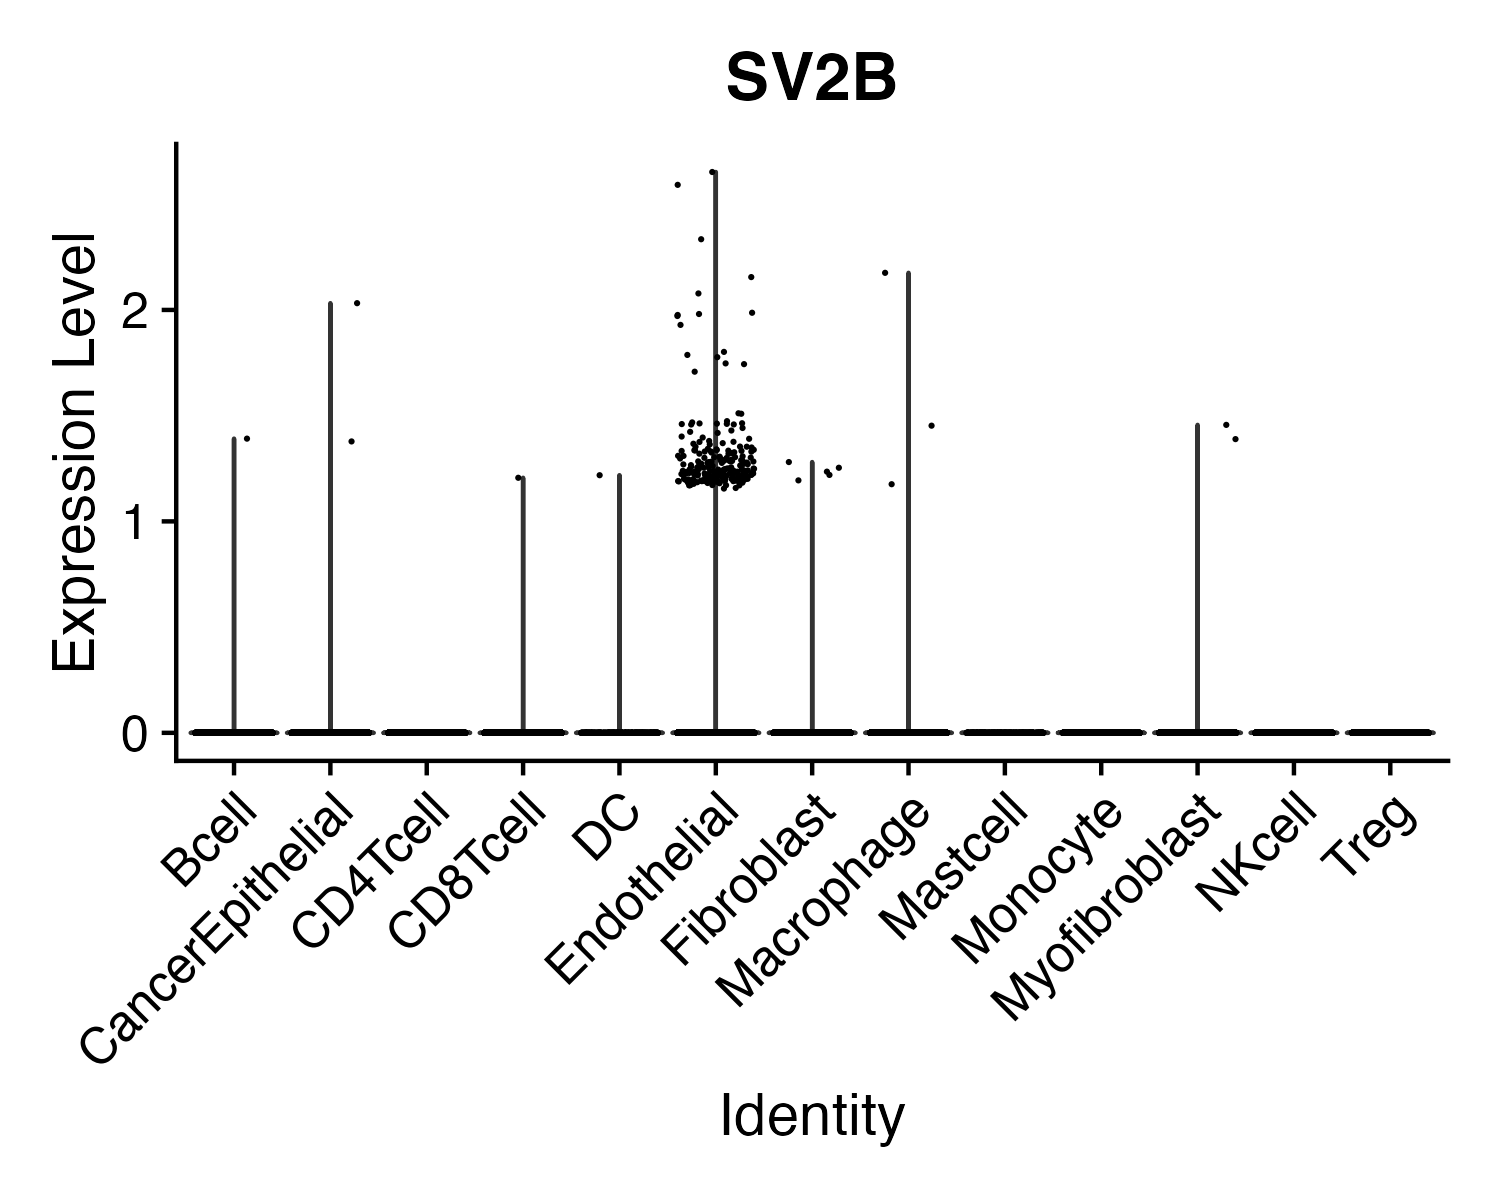 SV2B
Expression Level
2
1
0
Bcell
CancerEpithelial
CD4Tcell
CD8Tcell
DC
Endothelial
Fibroblast
Macrophage
Mastcell
Monocyte
Myofibroblast
NKcell
Treg
Identity